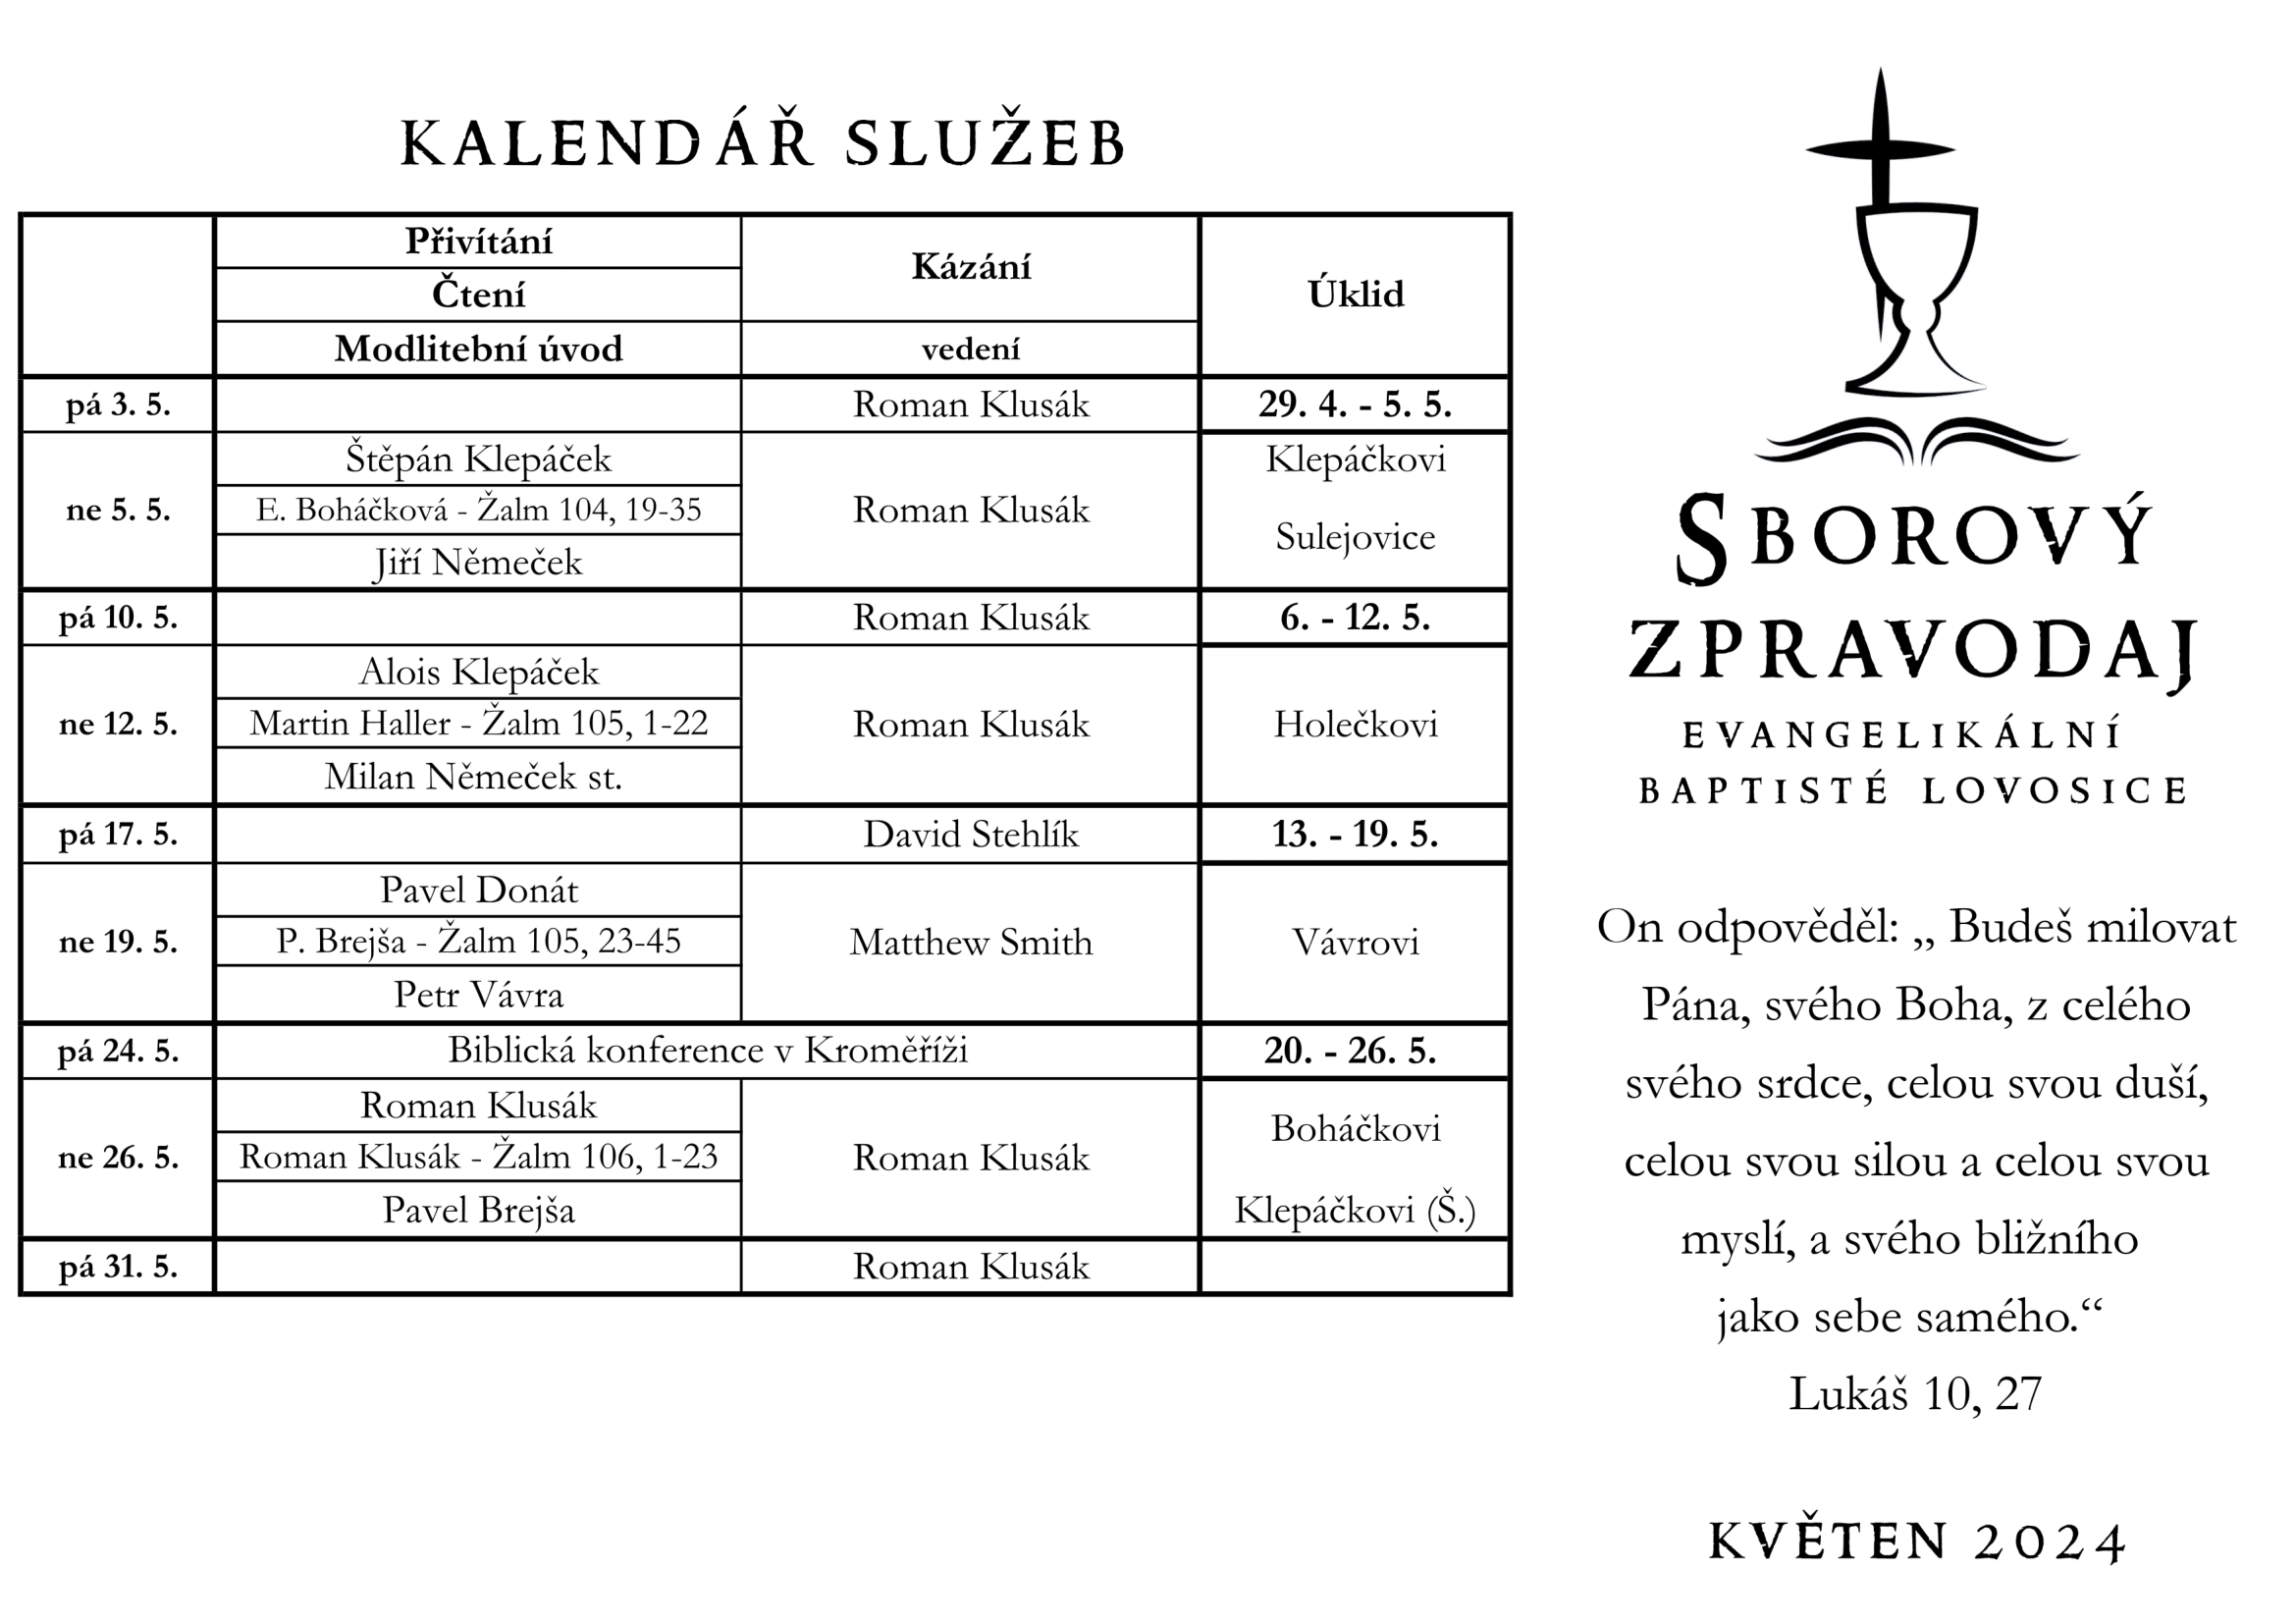 KALENDÁŘ SLUŽEB
Přivítání
Čtení
Modlitební úvod
Kázání
vedení
Úklid
pá 3. 5.
Roman Klusák
29. 4. - 5. 5.
ne 5. 5.
Štěpán Klepáček
E. Boháčková - Žalm 104, 19-35
Jiří Němeček
Roman Klusák
Klepáčkovi
Sulejovice
pá 10. 5.
Roman Klusák
6. - 12. 5.
ne 12. 5.
Alois Klepáček
Martin Haller - Žalm 105, 1-22
Milan Němeček st.
Roman Klusák
Holečkovi
pá 17. 5.
David Stehlík
13. - 19. 5.
ne 19. 5.
Pavel Donát
P. Brejša - Žalm 105, 23-45
Petr Vávra
Matthew Smith
Vávrovi
pá 24. 5.
Biblická konference v Kroměříži
20. - 26. 5.
ne 26. 5.
Roman Klusák
Roman Klusák - Žalm 106, 1-23
Pavel Brejša
Roman Klusák
Boháčkovi
Klepáčkovi (Š.)
pá 31. 5.
Roman Klusák
SBOROVÝ
ZPRAVODAJ
EVANGELIKÁLNÍ
BAPTISTÉ LOVOSICE
On odpověděl: „ Budeš milovat
Pána, svého Boha, z celého
svého srdce, celou svou duší,
celou svou silou a celou svou
myslí, a svého bližního
jako sebe samého.“
Lukáš 10, 27
KVĚTEN 2024